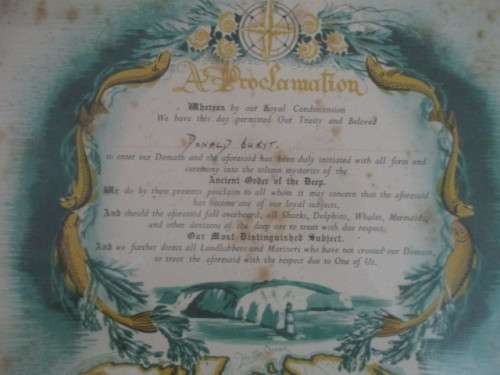 A Proclamation
Whereas by our Royal Condescension
We have this day permitted Our Trusty and Beloved
DONALD
to enter our Domain and the aforesaid has been duly initiated with all form and
ceremony into the solemn mysteries of the
Ancient Order of the Deep.
We do by these presents proclaim to all whom it may concern that the aforesaid
has become one of our loyal subjects,
And should the aforesaid fall overboard, all Sharks, Dolphins, Whales, Mermaids,
and other denizens of the deep are to treat with due respect,
Our Most Distinguished Subject.
And we further direct all Landlubbers and Mariners who have not crossed our Domain,
to treat the aforesaid with the respect due to One of Us.